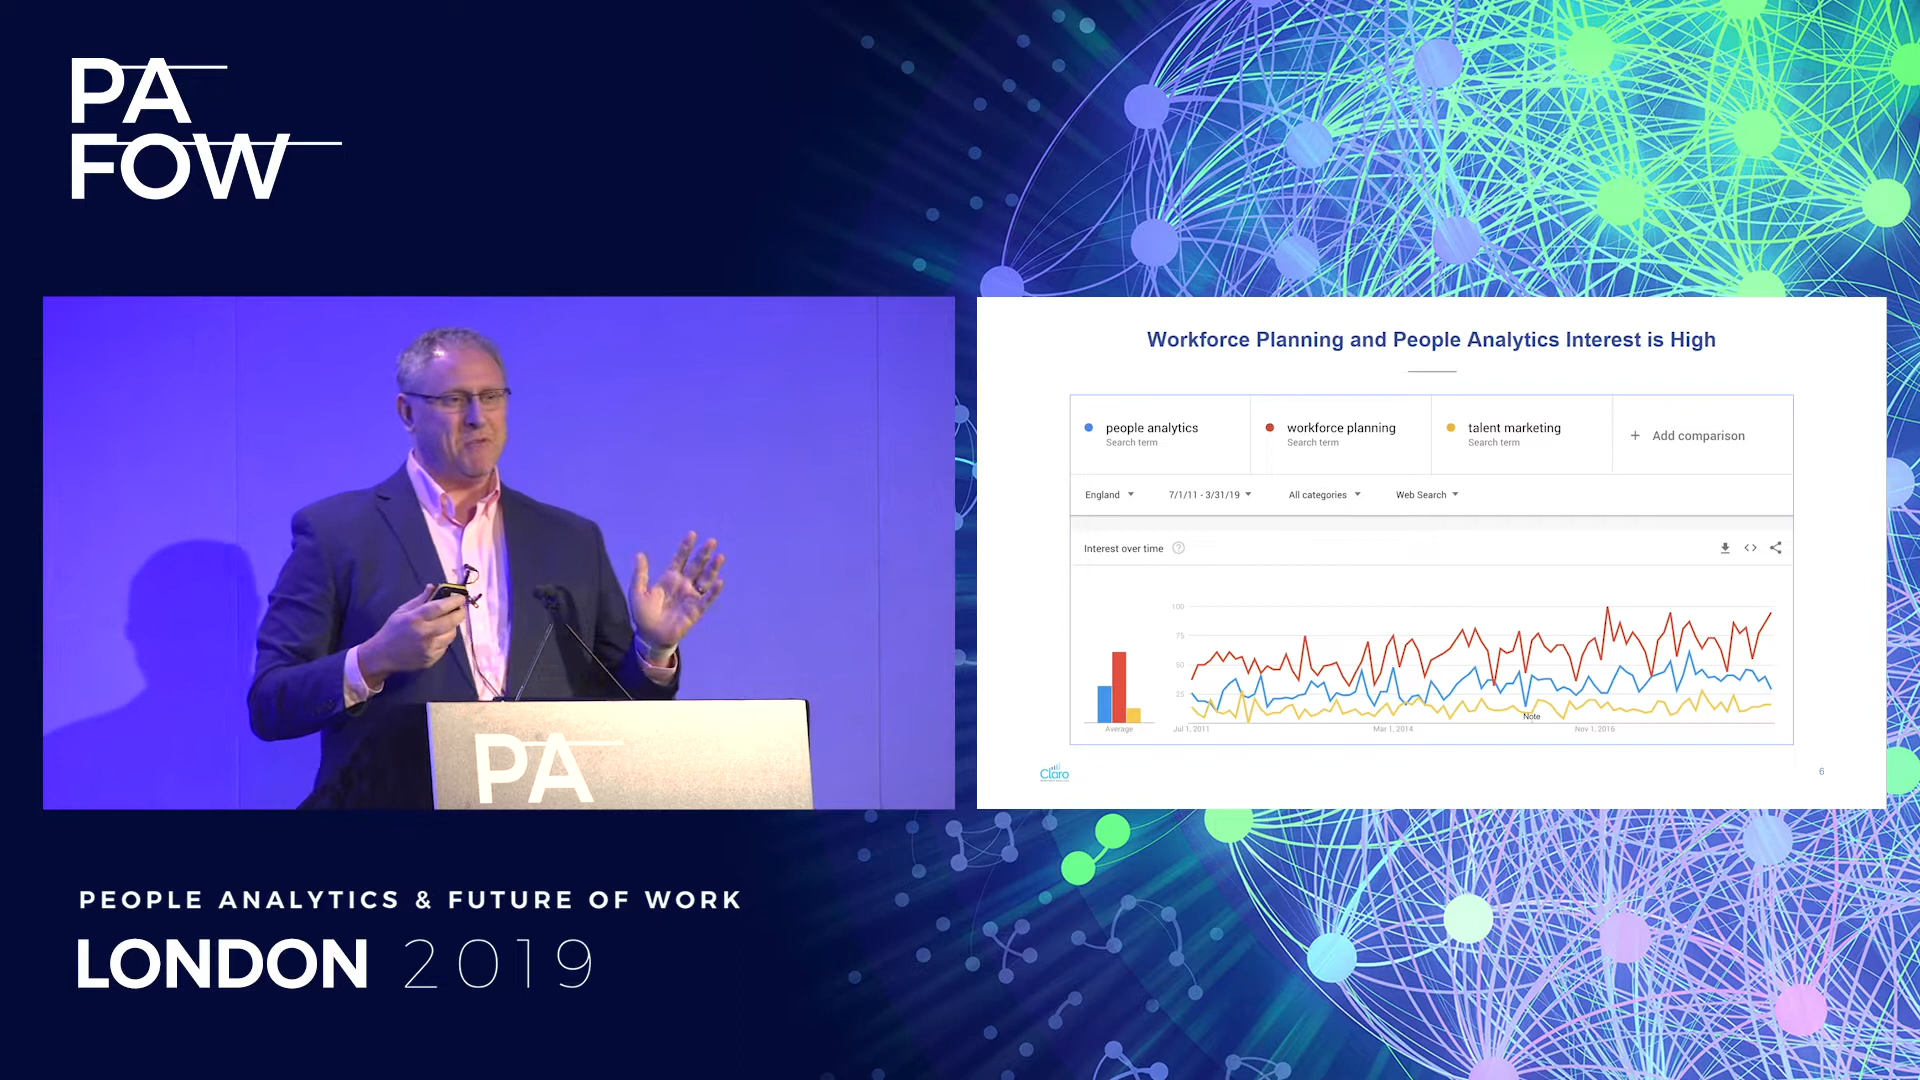 PA
FOW
Workforce Planning and People Analytics Interest is High
people analytics
Search term
workforce planning
Search term
talent marketing
Search term
+ Add comparison
England
7/1/11 - 3/31/19
All categories
Web Search
Interest over time
?
100
75
50
25
Note
Average
Jul 1, 2011
Mar 1, 2014
Nov 1, 2016
Claro
6
PA
PEOPLE ANALYTICS & FUTURE OF WORK
LONDON 2019